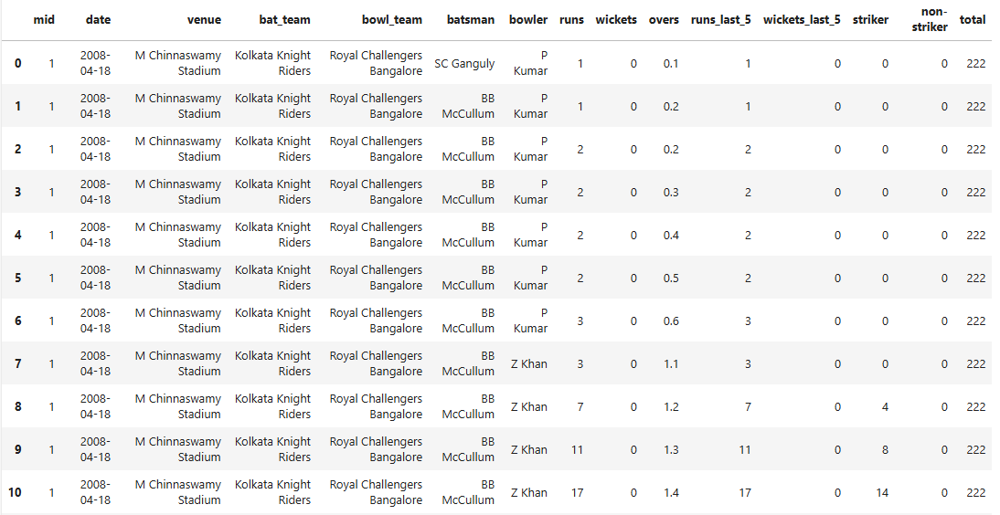 mid date venue bat_team bowl_team batsman bowler runs wickets overs runs_last_5 wickets_last_5 striker non-striker total
0 1 2008-04-18 M Chinnaswamy Stadium Kolkata Knight Riders Royal Challengers Bangalore SC Ganguly P Kumar 1 0 0.1 1 0 0 0 222
1 1 2008-04-18 M Chinnaswamy Stadium Kolkata Knight Riders Royal Challengers Bangalore BB McCullum P Kumar 1 0 0.2 1 0 0 0 222
2 1 2008-04-18 M Chinnaswamy Stadium Kolkata Knight Riders Royal Challengers Bangalore BB McCullum P Kumar 2 0 0.2 2 0 0 0 222
3 1 2008-04-18 M Chinnaswamy Stadium Kolkata Knight Riders Royal Challengers Bangalore BB McCullum P Kumar 2 0 0.3 2 0 0 0 222
4 1 2008-04-18 M Chinnaswamy Stadium Kolkata Knight Riders Royal Challengers Bangalore BB McCullum P Kumar 2 0 0.4 2 0 0 0 222
5 1 2008-04-18 M Chinnaswamy Stadium Kolkata Knight Riders Royal Challengers Bangalore BB McCullum P Kumar 2 0 0.5 2 0 0 0 222
6 1 2008-04-18 M Chinnaswamy Stadium Kolkata Knight Riders Royal Challengers Bangalore BB McCullum P Kumar 3 0 0.6 3 0 0 0 222
7 1 2008-04-18 M Chinnaswamy Stadium Kolkata Knight Riders Royal Challengers Bangalore BB McCullum Z Khan 3 0 1.1 3 0 0 0 222
8 1 2008-04-18 M Chinnaswamy Stadium Kolkata Knight Riders Royal Challengers Bangalore BB McCullum Z Khan 7 0 1.2 7 0 4 0 222
9 1 2008-04-18 M Chinnaswamy Stadium Kolkata Knight Riders Royal Challengers Bangalore BB McCullum Z Khan 11 0 1.3 11 0 8 0 222
10 1 2008-04-18 M Chinnaswamy Stadium Kolkata Knight Riders Royal Challengers Bangalore BB McCullum Z Khan 17 0 1.4 17 0 14 0 222